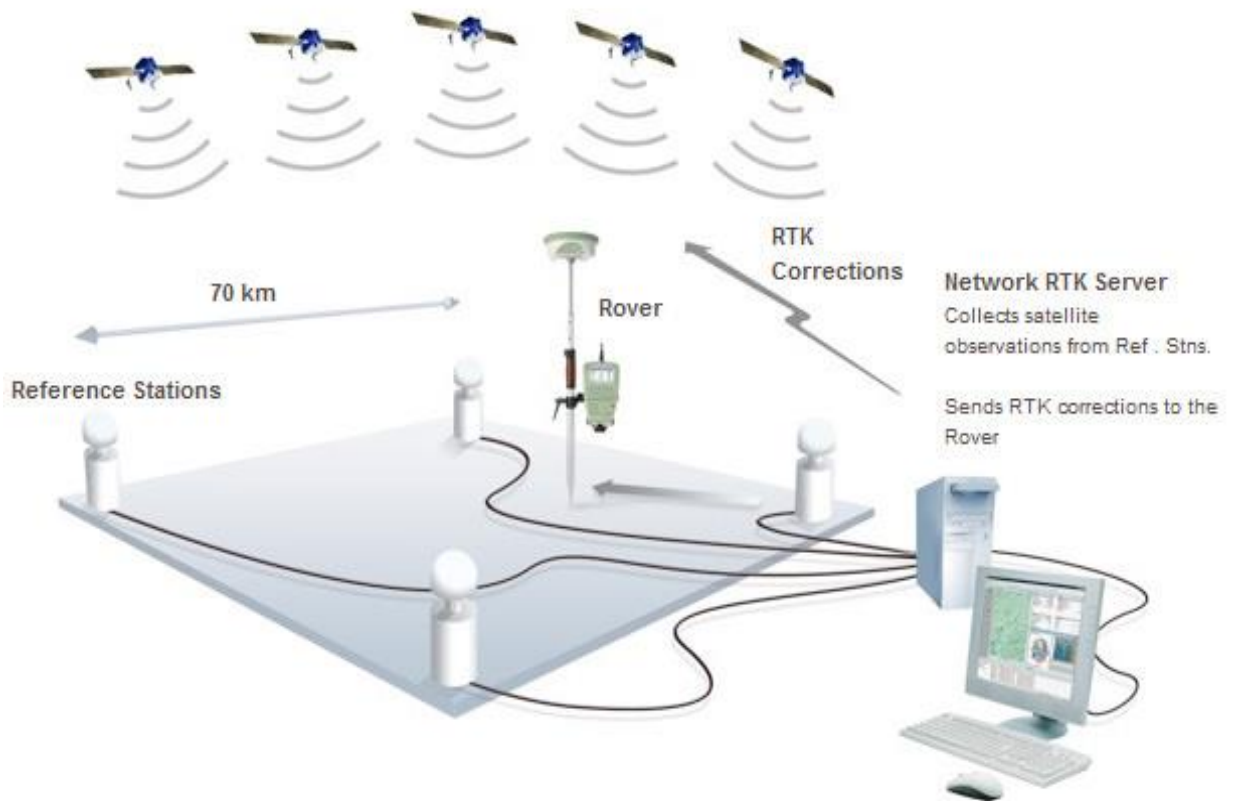 RTK
Corrections
70 km
Network RTK Server
Collects satellite
observations from Ref . Stns.
Rover
Reference Stations
Sends RTK corrections to the
Rover